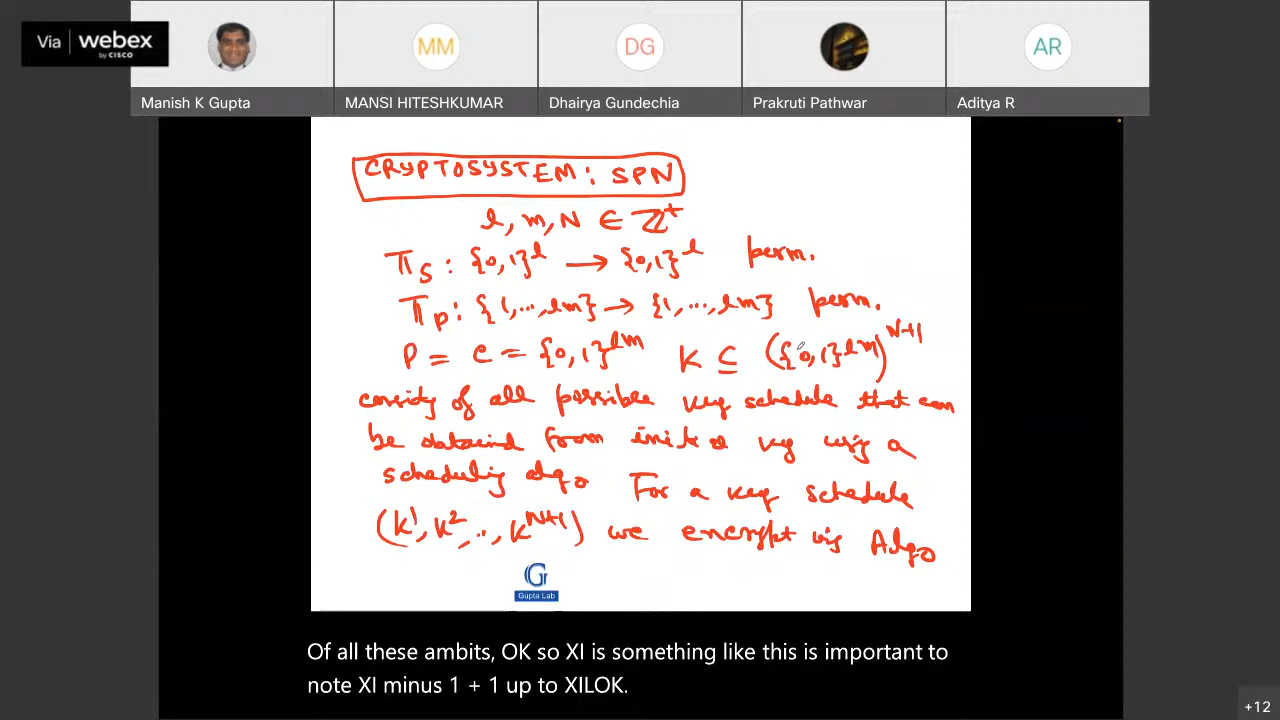 Via webex
by CISCO
MM
DG
AR
Manish K Gupta
MANSI HITESHKUMAR
Dhairya Gundechia
Prakruti Pathwar
Aditya R
CRYPTOSYSTEM: SPN
l, m, N ∈ ℤ⁺
π_S : {0,1}^l → {0,1}^l perm.
π_P : {1,...,lm} → {1,...,lm} perm.
P = C = {0,1}^lm K ⊆ ({0,1}^lm)^N+1
of all possible key schedule that can
be from key using a
scheduling algo For a key schedule
(K¹, K², .., K^N+1) we encrypt via Algo
G
Gupta Lab
Of all these ambits, OK so XI is something like this is important to
note XI minus 1 + 1 up to XILOK.
+12